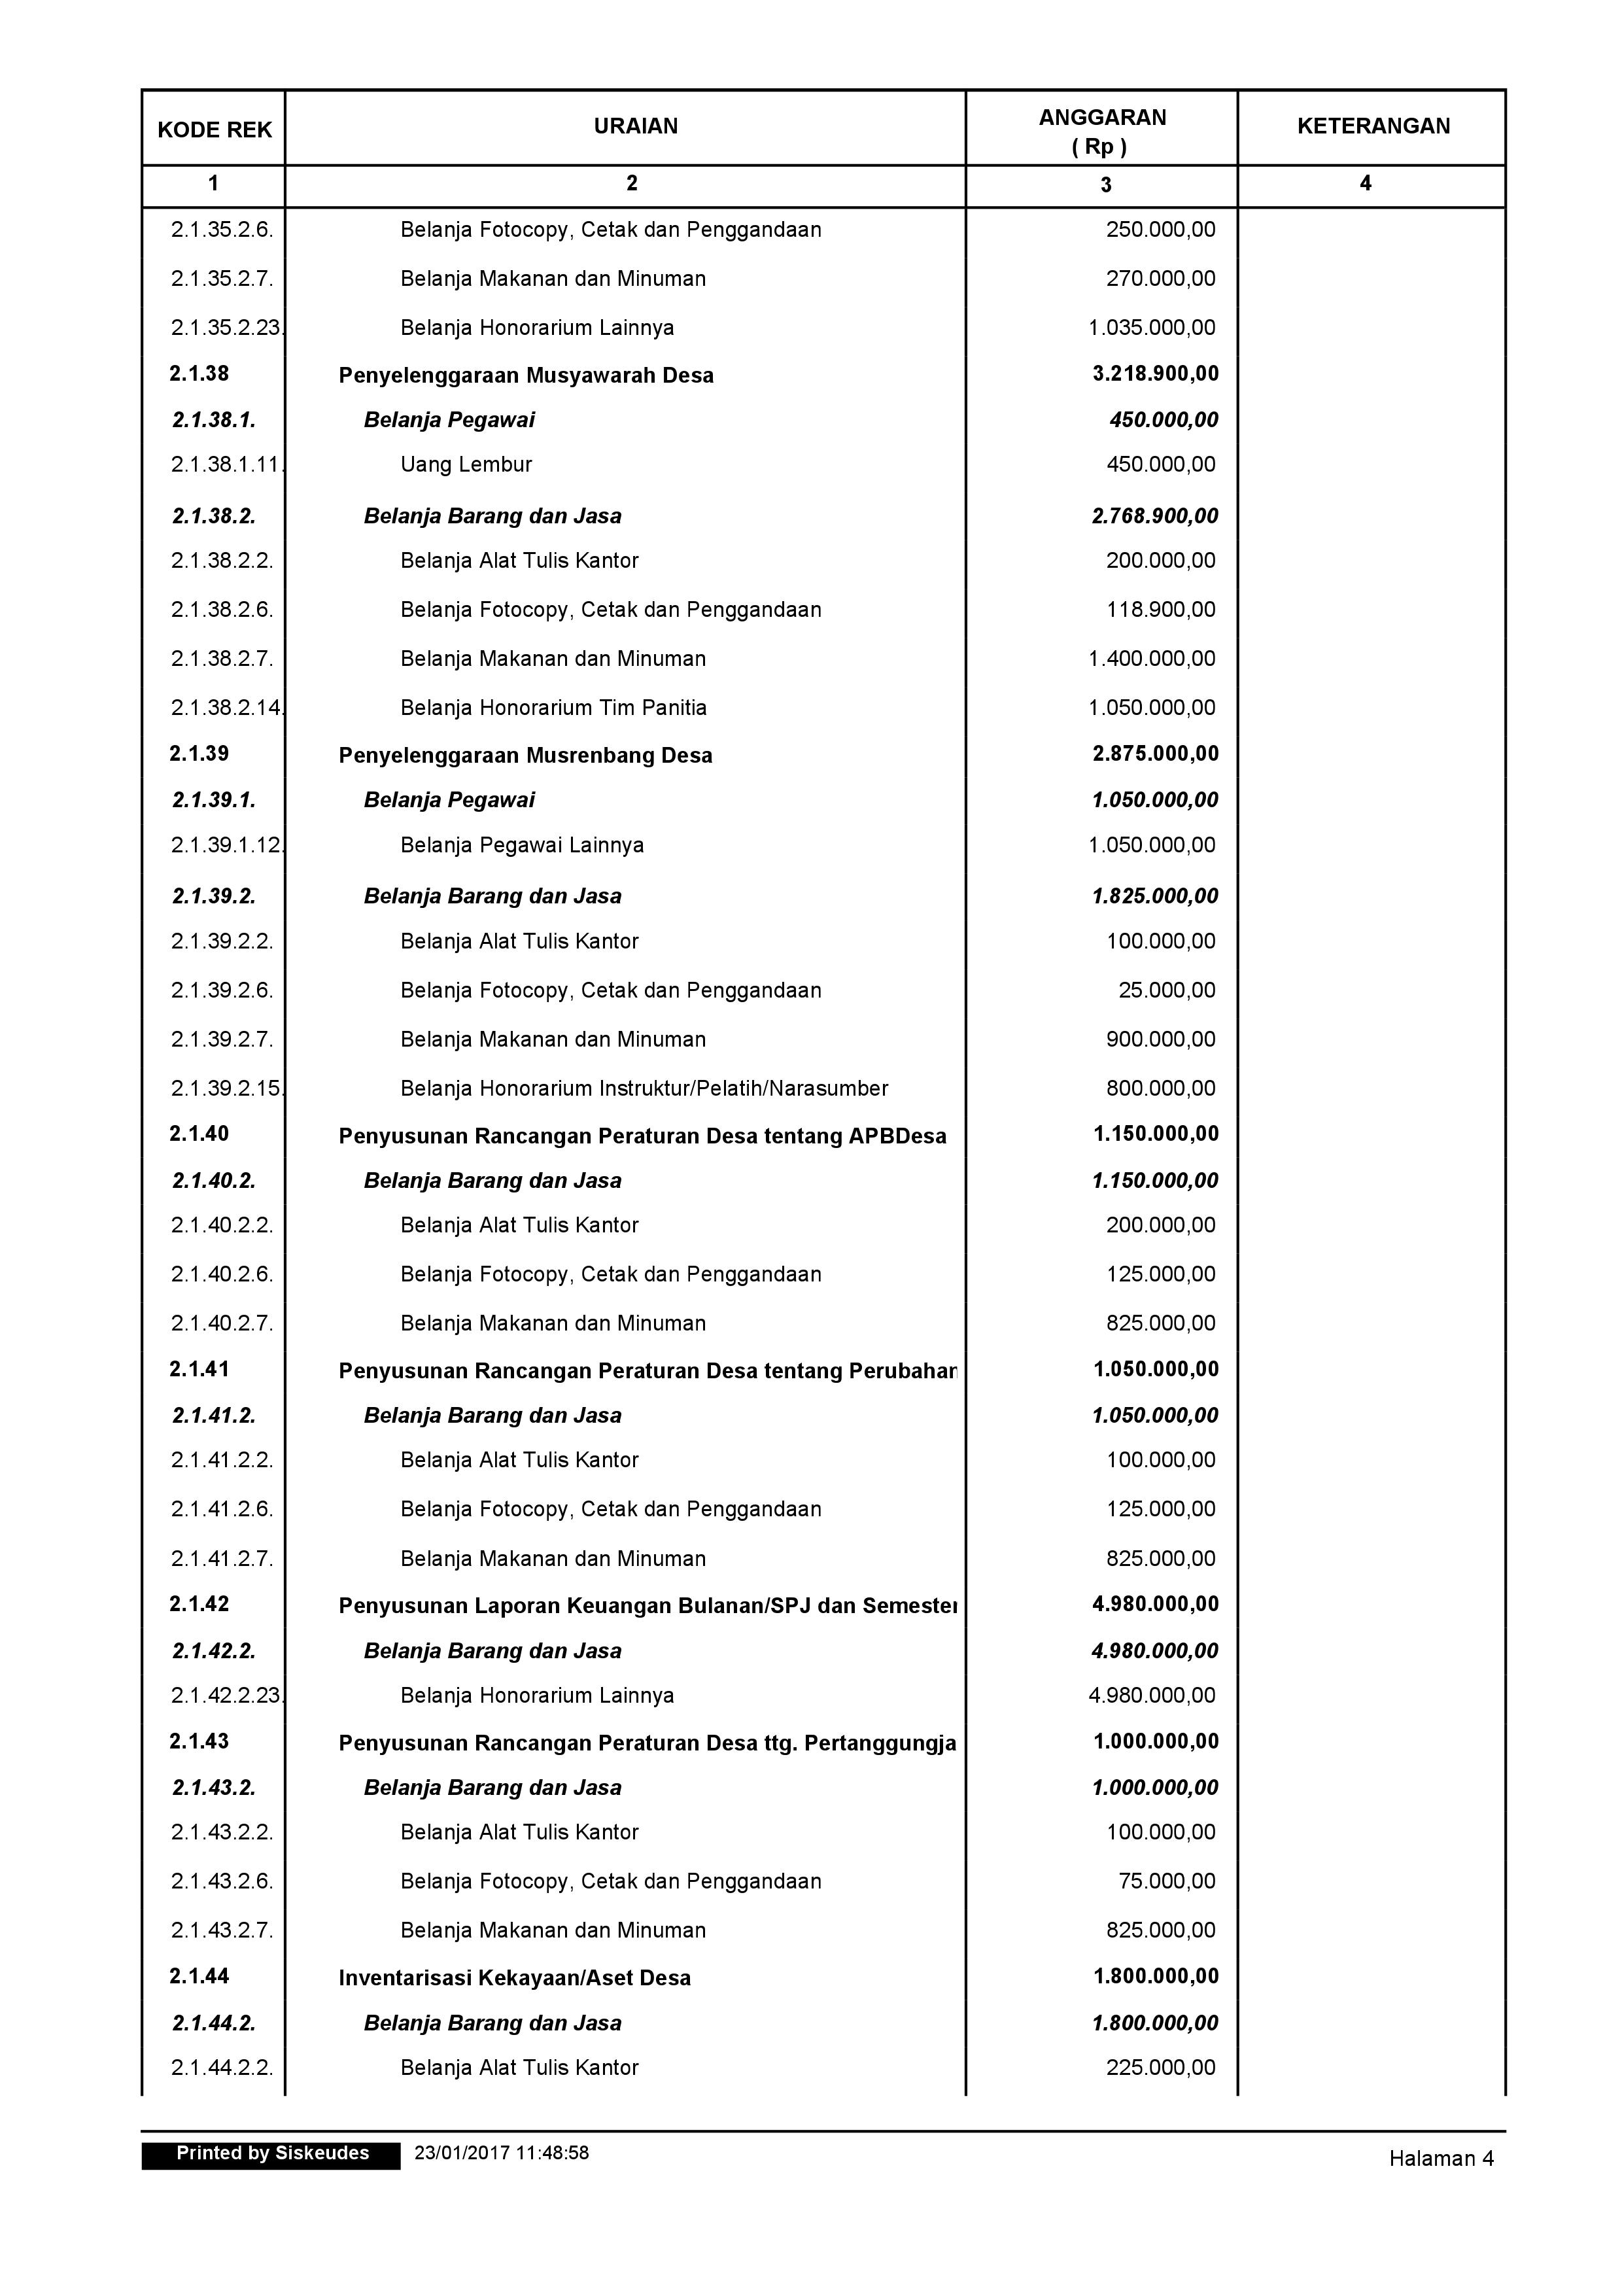 KODE REK URAIAN ANGGARAN ( Rp ) KETERANGAN
1 2 3 4
2.1.35.2.6. Belanja Fotocopy, Cetak dan Penggandaan 250.000,00
2.1.35.2.7. Belanja Makanan dan Minuman 270.000,00
2.1.35.2.23. Belanja Honorarium Lainnya 1.035.000,00
2.1.38 Penyelenggaraan Musyawarah Desa 3.218.900,00
2.1.38.1. Belanja Pegawai 450.000,00
2.1.38.1.11. Uang Lembur 450.000,00
2.1.38.2. Belanja Barang dan Jasa 2.768.900,00
2.1.38.2.2. Belanja Alat Tulis Kantor 200.000,00
2.1.38.2.6. Belanja Fotocopy, Cetak dan Penggandaan 118.900,00
2.1.38.2.7. Belanja Makanan dan Minuman 1.400.000,00
2.1.38.2.14. Belanja Honorarium Tim Panitia 1.050.000,00
2.1.39 Penyelenggaraan Musrenbang Desa 2.875.000,00
2.1.39.1. Belanja Pegawai 1.050.000,00
2.1.39.1.12. Belanja Pegawai Lainnya 1.050.000,00
2.1.39.2. Belanja Barang dan Jasa 1.825.000,00
2.1.39.2.2. Belanja Alat Tulis Kantor 100.000,00
2.1.39.2.6. Belanja Fotocopy, Cetak dan Penggandaan 25.000,00
2.1.39.2.7. Belanja Makanan dan Minuman 900.000,00
2.1.39.2.15. Belanja Honorarium Instruktur/Pelatih/Narasumber 800.000,00
2.1.40 Penyusunan Rancangan Peraturan Desa tentang APBDesa 1.150.000,00
2.1.40.2. Belanja Barang dan Jasa 1.150.000,00
2.1.40.2.2. Belanja Alat Tulis Kantor 200.000,00
2.1.40.2.6. Belanja Fotocopy, Cetak dan Penggandaan 125.000,00
2.1.40.2.7. Belanja Makanan dan Minuman 825.000,00
2.1.41 Penyusunan Rancangan Peraturan Desa tentang Perubahan 1.050.000,00
2.1.41.2. Belanja Barang dan Jasa 1.050.000,00
2.1.41.2.2. Belanja Alat Tulis Kantor 100.000,00
2.1.41.2.6. Belanja Fotocopy, Cetak dan Penggandaan 125.000,00
2.1.41.2.7. Belanja Makanan dan Minuman 825.000,00
2.1.42 Penyusunan Laporan Keuangan Bulanan/SPJ dan Semester 4.980.000,00
2.1.42.2. Belanja Barang dan Jasa 4.980.000,00
2.1.42.2.23. Belanja Honorarium Lainnya 4.980.000,00
2.1.43 Penyusunan Rancangan Peraturan Desa ttg. Pertanggungja 1.000.000,00
2.1.43.2. Belanja Barang dan Jasa 1.000.000,00
2.1.43.2.2. Belanja Alat Tulis Kantor 100.000,00
2.1.43.2.6. Belanja Fotocopy, Cetak dan Penggandaan 75.000,00
2.1.43.2.7. Belanja Makanan dan Minuman 825.000,00
2.1.44 Inventarisasi Kekayaan/Aset Desa 1.800.000,00
2.1.44.2. Belanja Barang dan Jasa 1.800.000,00
2.1.44.2.2. Belanja Alat Tulis Kantor 225.000,00
Printed by Siskeudes 23/01/2017 11:48:58 Halaman 4